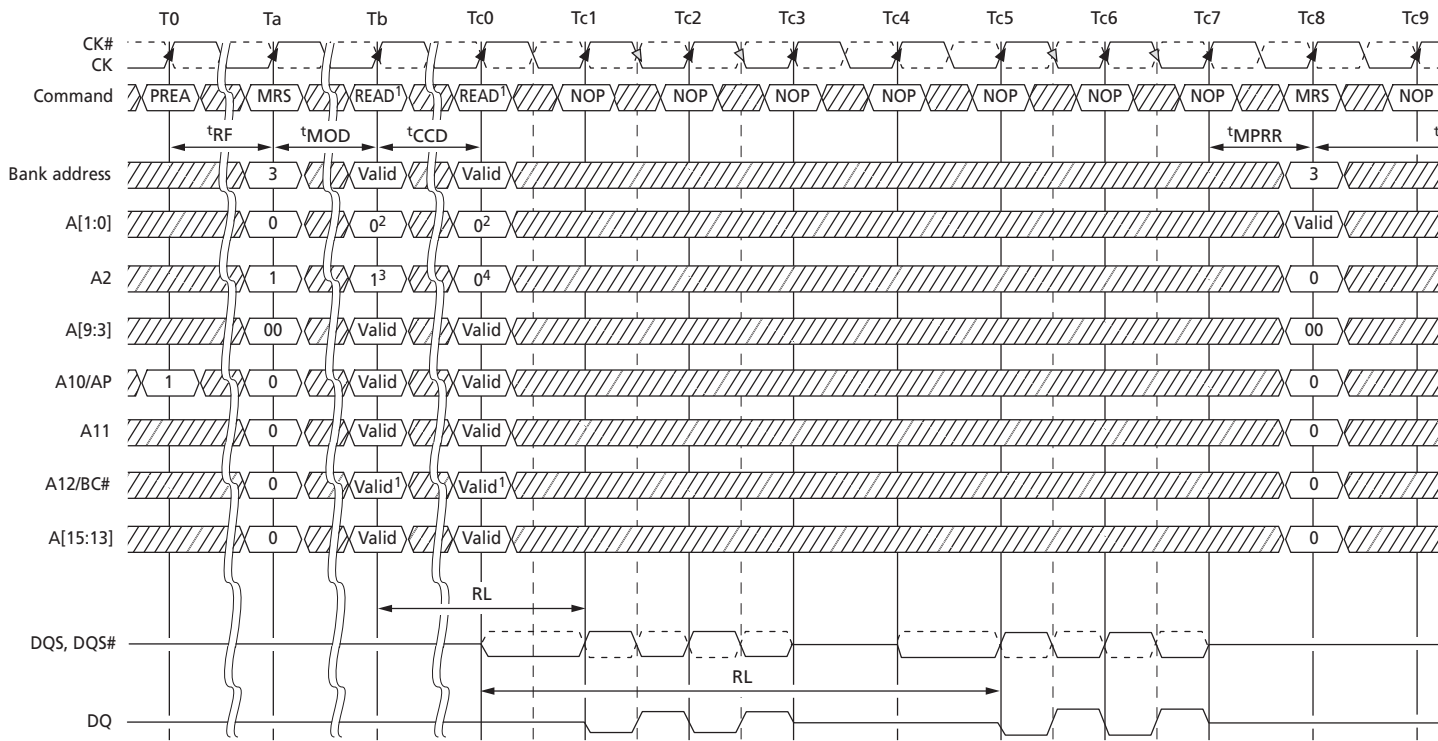 T0 Ta Tb Tc0 Tc1 Tc2 Tc3 Tc4 Tc5 Tc6 Tc7 Tc8 Tc9
CK#
CK
Command PREA MRS READ¹ READ¹ NOP NOP NOP NOP NOP NOP NOP MRS NOP
tRF tMOD tCCD tMPRR t
Bank address 3 Valid Valid 3
A[1:0] 0 0² 0² Valid
A2 1 1³ 0⁴ 0
A[9:3] 00 Valid Valid 00
A10/AP 1 0 Valid Valid 0
A11 0 Valid Valid 0
A12/BC# 0 Valid¹ Valid¹ 0
A[15:13] 0 Valid Valid 0
RL
DQS, DQS#
RL
DQ